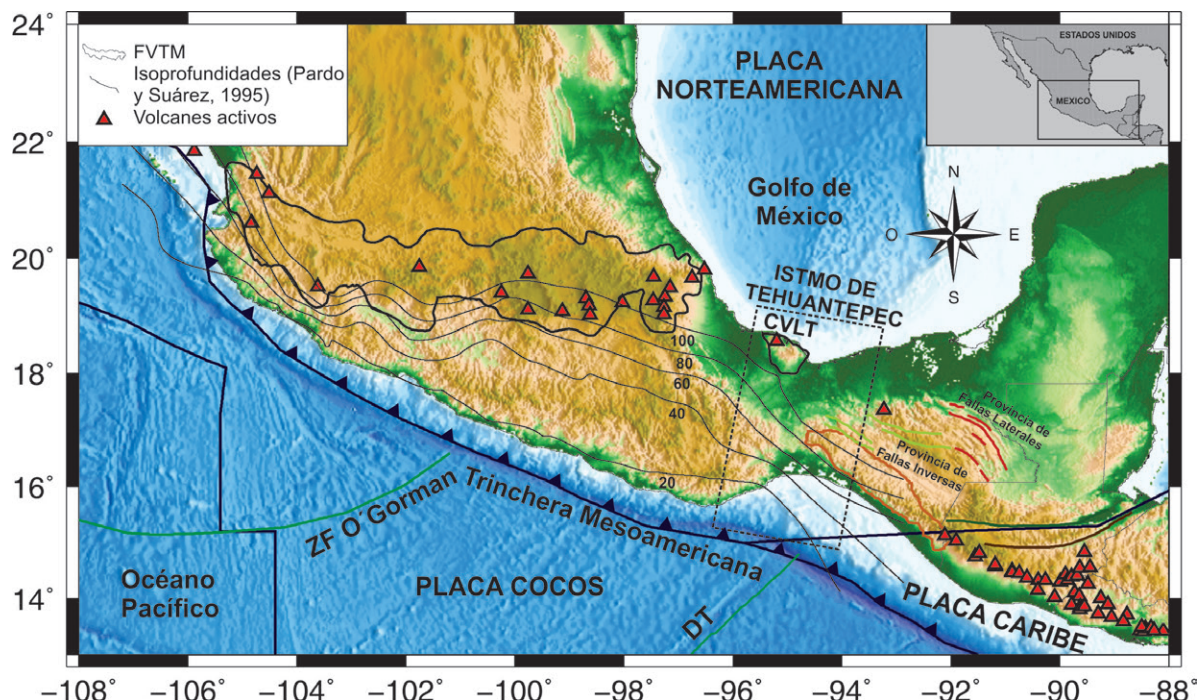 FVTM
Isoprofundidades (Pardo
y Suárez, 1995)
Volcanes activos
ESTADOS UNIDOS
MEXICO
PLACA
NORTEAMERICANA
Golfo de
México
N
O
E
S
ISTMO DE
TEHUANTEPEC
CVLT
100
80
60
40
20
Provincia de
Fallas Laterales
Provincia de
Fallas Inversas
ZF O´Gorman
Trinchera Mesoamericana
Océano
Pacífico
PLACA COCOS
DT
PLACA CARIBE
24°
22°
20°
18°
16°
14°
−108°
−106°
−104°
−102°
−100°
−98°
−96°
−94°
−92°
−90°
−88°